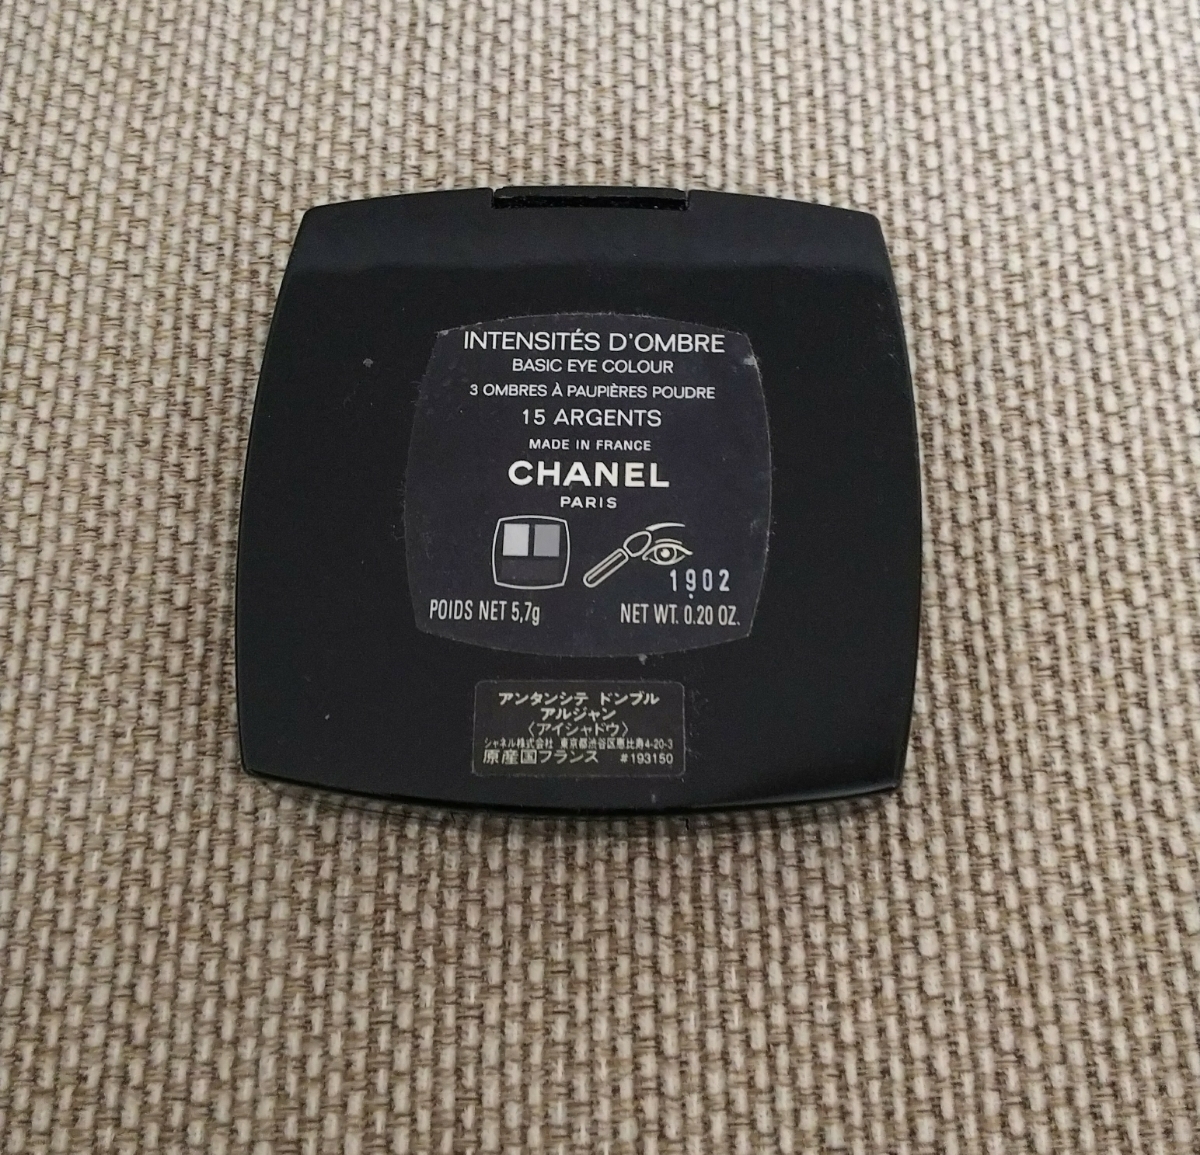 INTENSITÉS D'OMBRE
BASIC EYE COLOUR
3 OMBRES À PAUPIÈRES POUDRE
15 ARGENTS
MADE IN FRANCE
CHANEL
PARIS
1902
POIDS NET 5,7g NET WT. 0.20 OZ.
アンタンシテ ドンブル
アルジャン
〈アイシャドウ〉
シャネル株式会社 東京都渋谷区恵比寿4-20-3
原産国フランス #193150